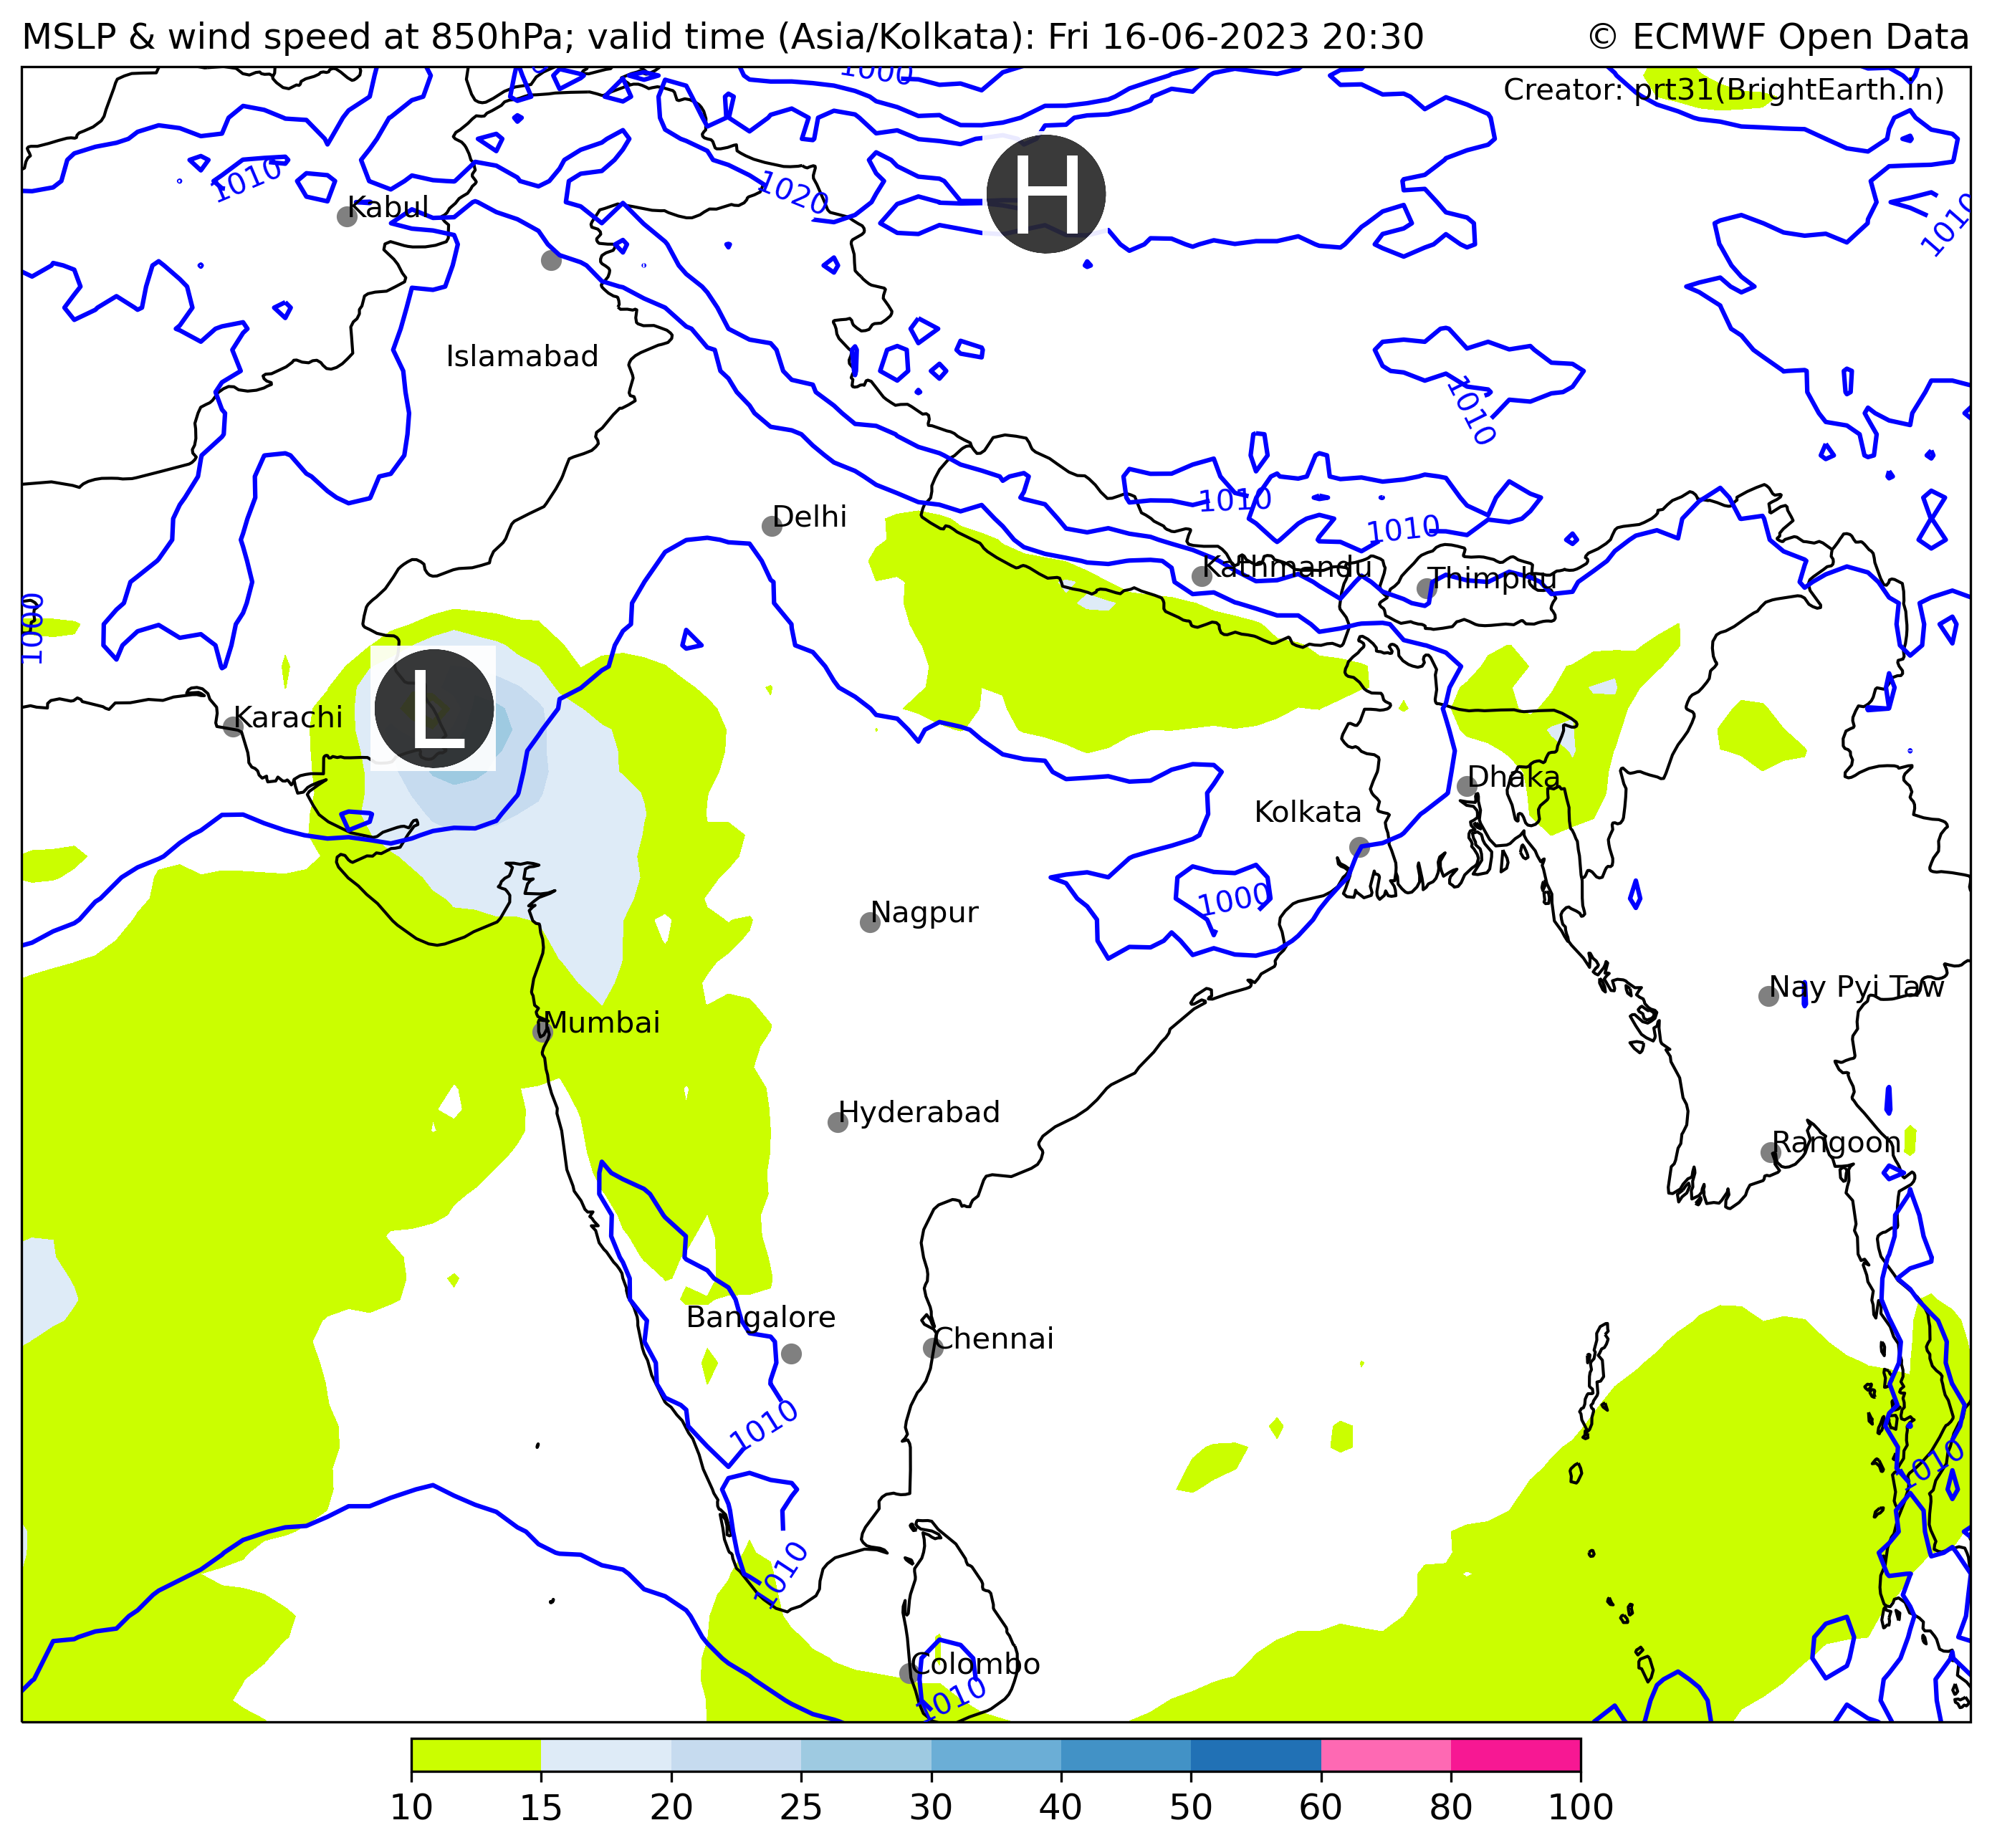 MSLP & wind speed at 850hPa; valid time (Asia/Kolkata): Fri 16-06-2023 20:30 © ECMWF Open Data
1000
Creator: prt31(BrightEarth.in)
H
1010
1020
Kabul
1010
Islamabad
1010
1010
Delhi
1010
Kathmandu
Thimphu
1000
L
Karachi
Dhaka
Kolkata
1000
Nagpur
Nay Pyi Taw
Mumbai
Hyderabad
Rangoon
Bangalore
Chennai
1010
1010
1010
Colombo
1010
10 15 20 25 30 40 50 60 80 100